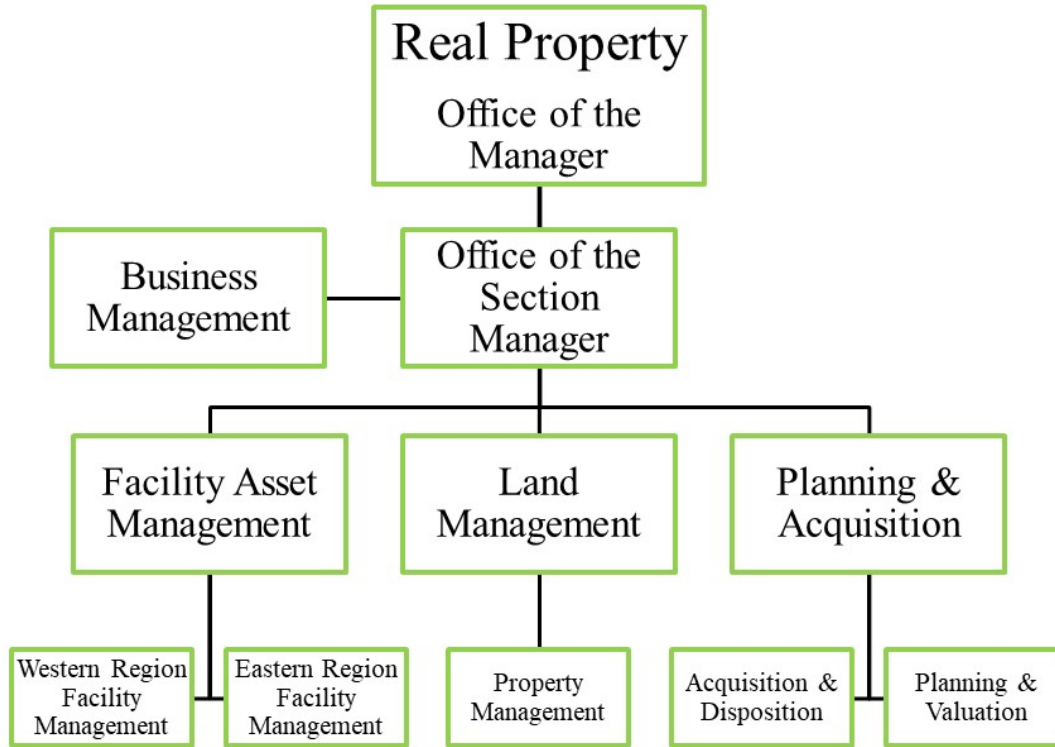 Real Property
Office of the
Manager
Business
Management
Office of the
Section
Manager
Facility Asset
Management
Land
Management
Planning &
Acquisition
Western Region
Facility
Management
Eastern Region
Facility
Management
Property
Management
Acquisition &
Disposition
Planning &
Valuation